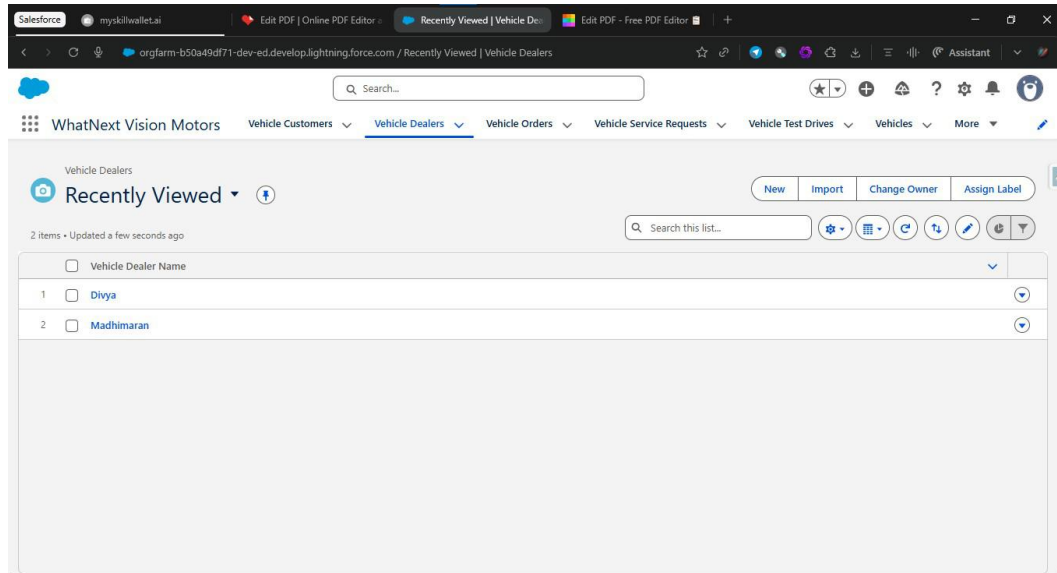 Salesforce myskillwallet.ai Edit PDF | Online PDF Editor Recently Viewed | Vehicle Dea Edit PDF - Free PDF Editor
orgfarm-b50a49df71-dev-ed.develop.lightning.force.com / Recently Viewed | Vehicle Dealers Assistant
Search...
WhatNext Vision Motors Vehicle Customers Vehicle Dealers Vehicle Orders Vehicle Service Requests Vehicle Test Drives Vehicles More
Vehicle Dealers
Recently Viewed
New Import Change Owner Assign Label
2 items • Updated a few seconds ago
Search this list...
Vehicle Dealer Name
1 Divya
2 Madhimaran